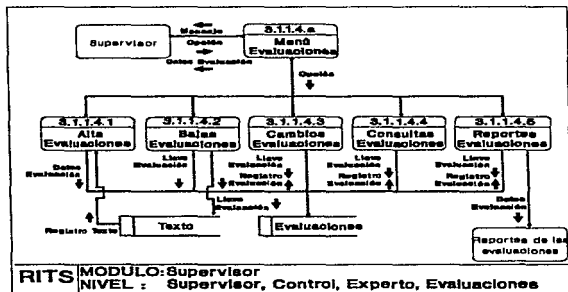 3.1.1.4.a
Mensaje
Supervisor
Opción
Menú
Evaluaciones
Datos Evaluación
Opción
3.1.1.4.1
3.1.1.4.2
3.1.1.4.3
3.1.1.4.4
3.1.1.4.5
Alta
Evaluaciones
Bajas
Evaluaciones
Cambios
Evaluaciones
Consultas
Evaluaciones
Reportes
Evaluaciones
Datos
Evaluación
Llave
Evaluación
Llave
Evaluación
Registro
Evaluación
Llave
Evaluación
Registro
Evaluación
Llave
Evaluación
Registro
Evaluación
Llave
Evaluación
Registro Texto
Texto
Evaluaciones
Datos
Evaluación
Reportes de las
evaluaciones
RITS
MODULO: Supervisor
NIVEL : Supervisor, Control, Experto, Evaluaciones